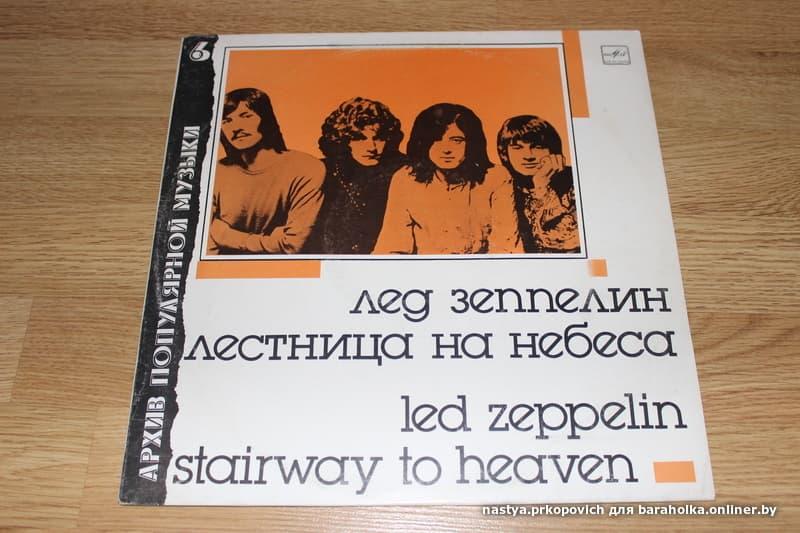 6
АРХИВ ПОПУЛЯРНОЙ МУЗЫКИ
лед зеппелин
лестница на небеса
led zeppelin
stairway to heaven
nastya.prkopovich для baraholka.onliner.by